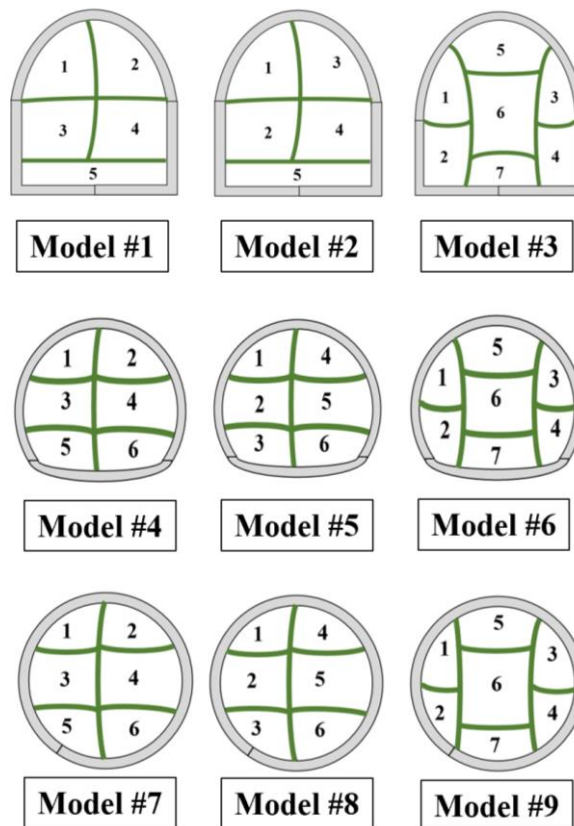 1 2 1 3 5
1 6 3
3 4 2 4 2 4
5 5 7
Model #1 Model #2 Model #3
1 2 1 4 5
1 3
3 4 2 5 6
2 4
5 6 3 6 7
Model #4 Model #5 Model #6
1 2 1 4 5
1 3
3 4 2 5 6
5 6 3 6 2 4
7
Model #7 Model #8 Model #9